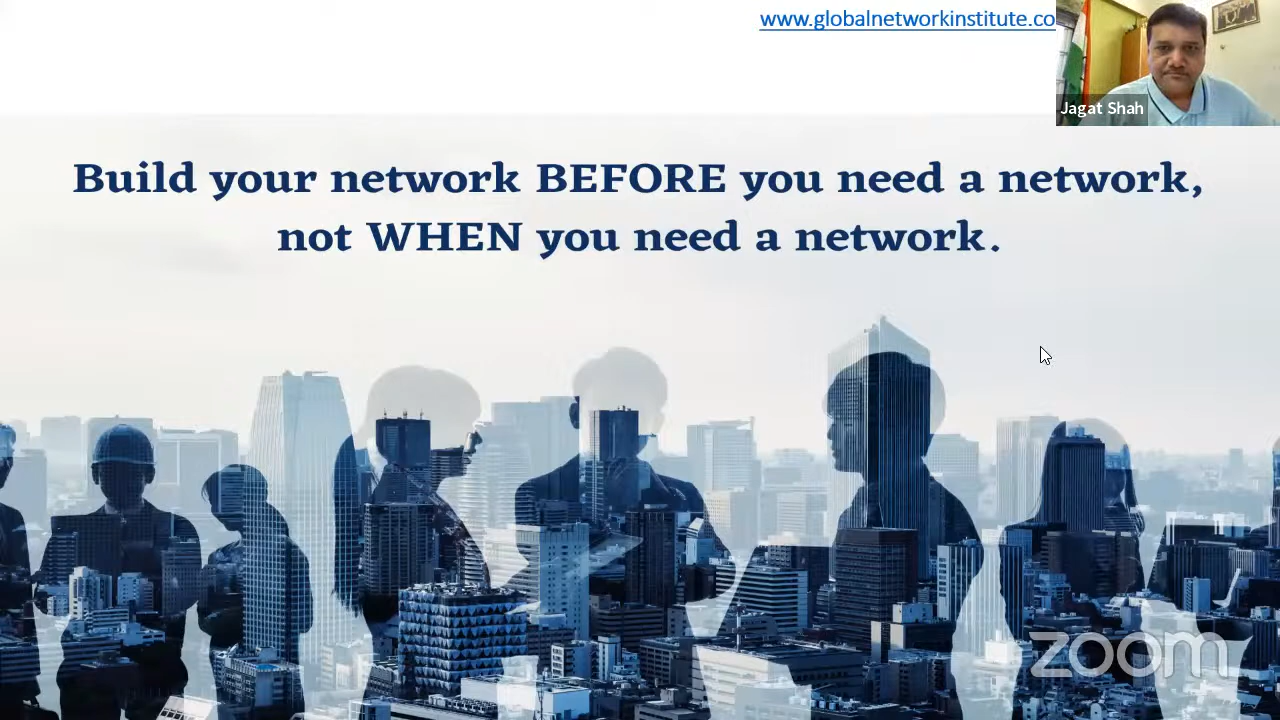 www.globalnetworkinstitute.co
Jagat Shah
Build your network BEFORE you need a network,
not WHEN you need a network.
zoom